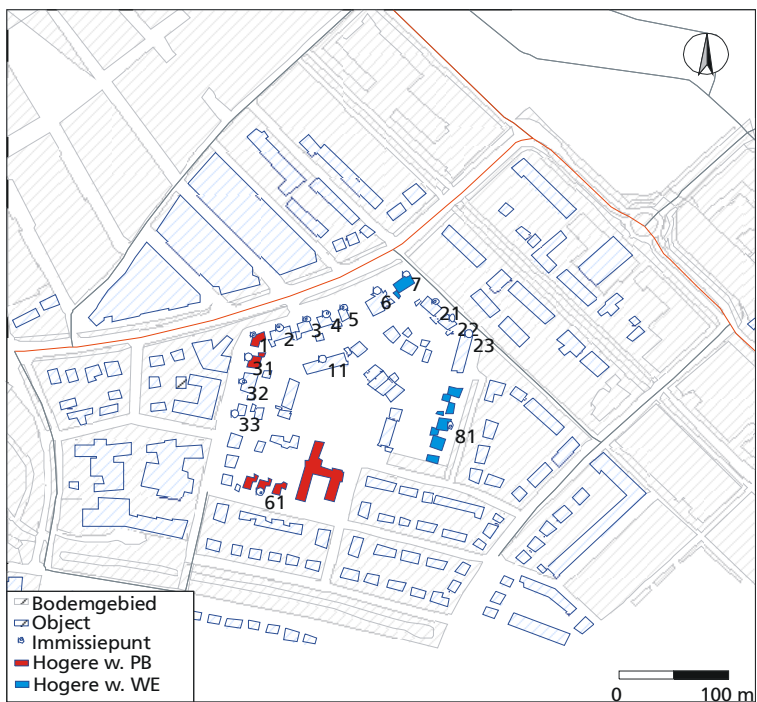 7
6
21
5
4
22
3
2
23
1
31
11
32
33
81
61
Bodemgebied
Object
Immissiepunt
Hogere w. PB
Hogere w. WE
0 100 m